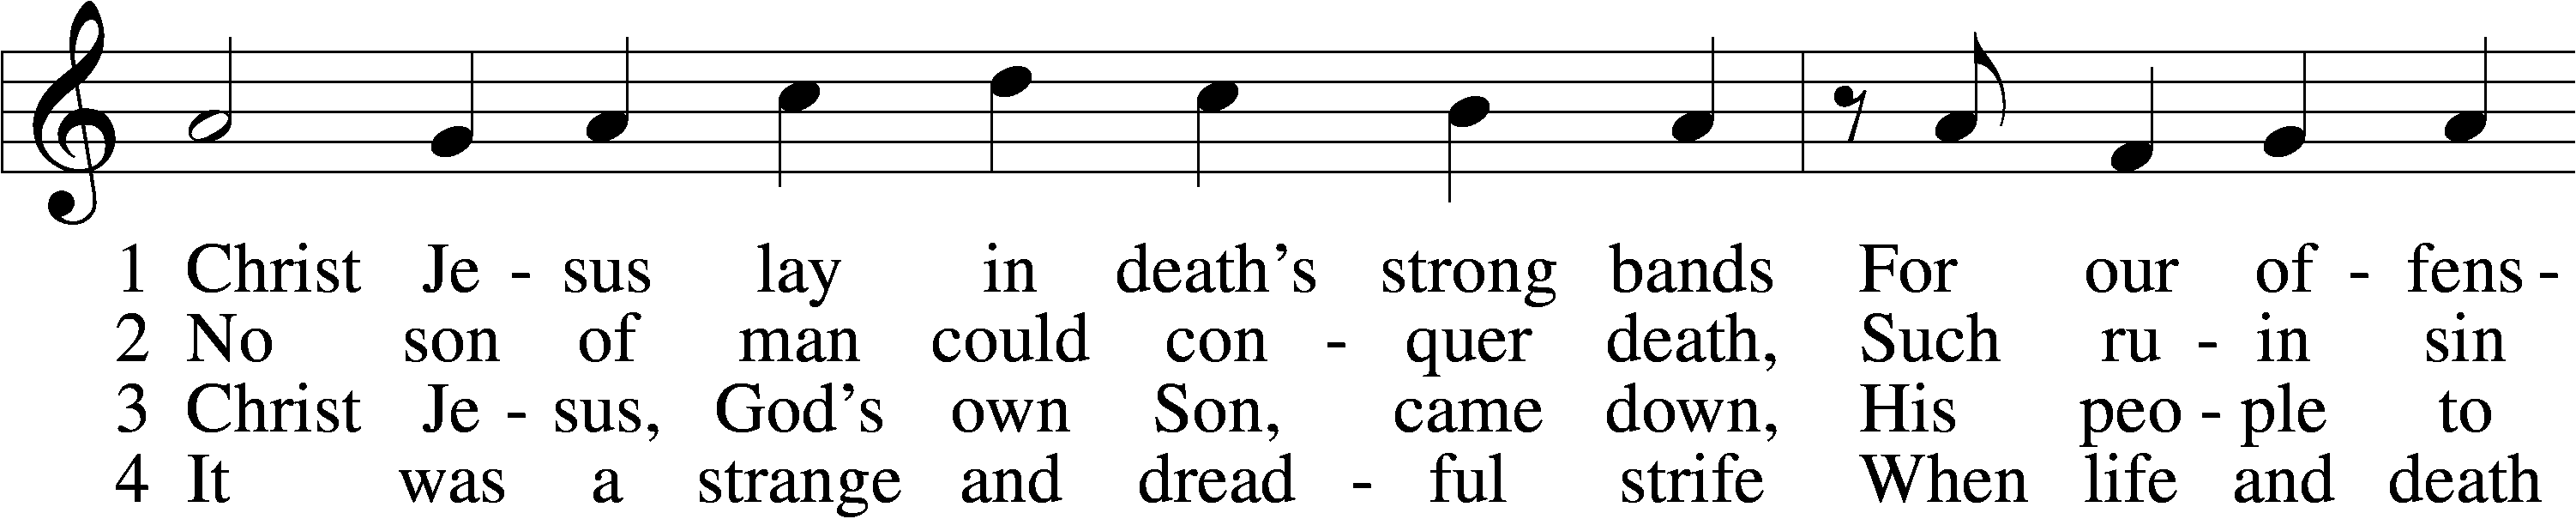 1 Christ Je - sus lay in death’s strong bands For our of - fens -
2 No son of man could con - quer death, Such ru - in sin
3 Christ Je - sus, God’s own Son, came down, His peo - ple to
4 It was a strange and dread - ful strife When life and death